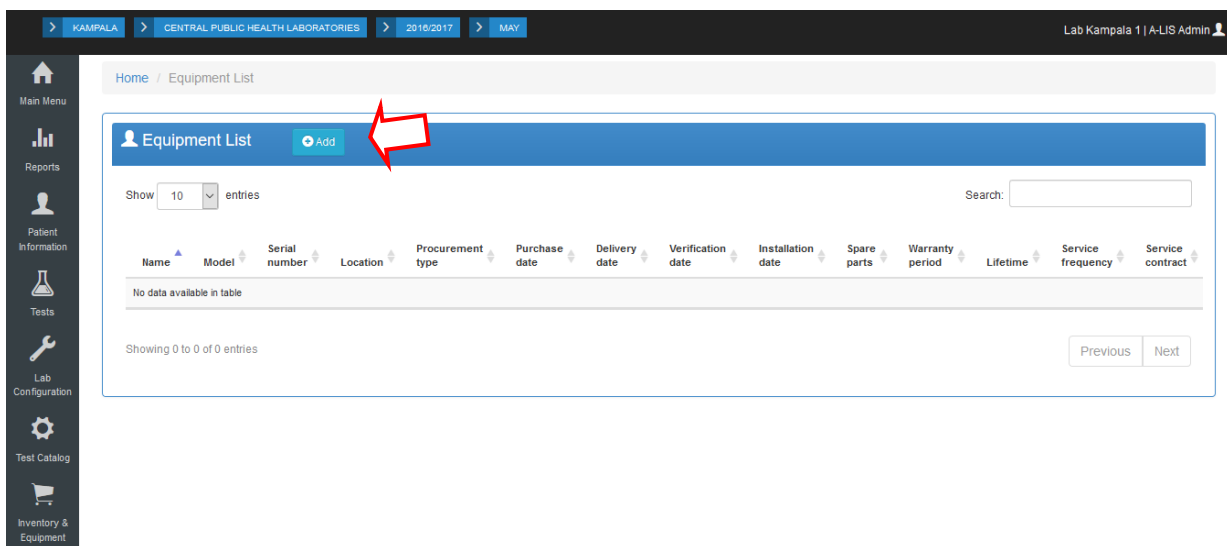 KAMPALA CENTRAL PUBLIC HEALTH LABORATORIES 2016/2017 MAY Lab Kampala 1 | A-LIS Admin
Main Menu
Reports
Patient
Information
Tests
Lab
Configuration
Test Catalog
Inventory &
Equipment
Home / Equipment List
Equipment List Add
Show 10 entries Search:
Name Model Serial number Location Procurement type Purchase date Delivery date Verification date Installation date Spare parts Warranty period Lifetime Service frequency Service contract
No data available in table
Showing 0 to 0 of 0 entries Previous Next